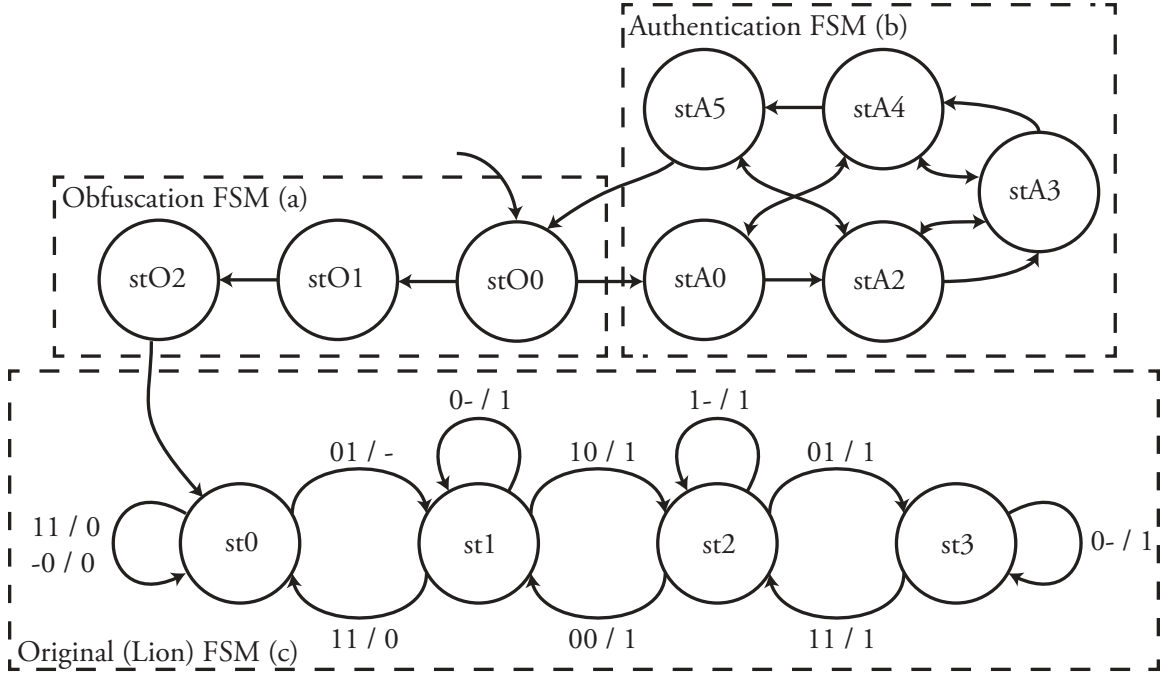 Authentication FSM (b)
stA5
stA4
stA3
Obfuscation FSM (a)
stO2
stO1
stO0
stA0
stA2
0- / 1
1- / 1
01 / -
10 / 1
01 / 1
11 / 0
-0 / 0
st0
st1
st2
st3
0- / 1
11 / 0
00 / 1
11 / 1
Original (Lion) FSM (c)